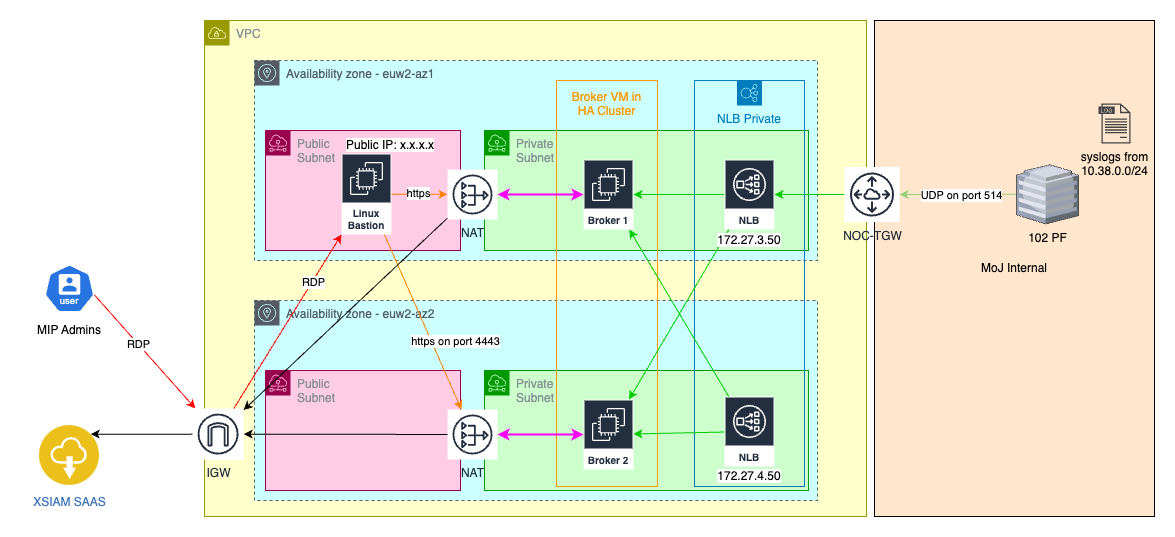 VPC
Availability zone - euw2-az1
Broker VM in
HA Cluster
NLB Private
Public
Subnet
Public IP: x.x.x.x
Linux
Bastion
https
NAT
Private
Subnet
Broker 1
NLB
172.27.3.50
NOC-TGW
UDP on port 514
LOG
syslogs from
10.38.0.0/24
102 PF
MoJ Internal
user
MIP Admins
RDP
RDP
Availability zone - euw2-az2
https on port 4443
Public
Subnet
Private
Subnet
IGW
NAT
Broker 2
NLB
172.27.4.50
XSIAM SAAS